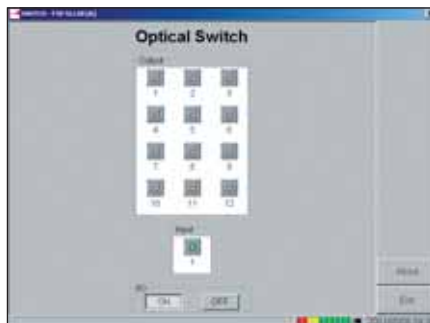 Optical Switch
Output
1 2 3
4 5 6
7 8 9
10 11 12
Input
1
ON OFF
About
Exit